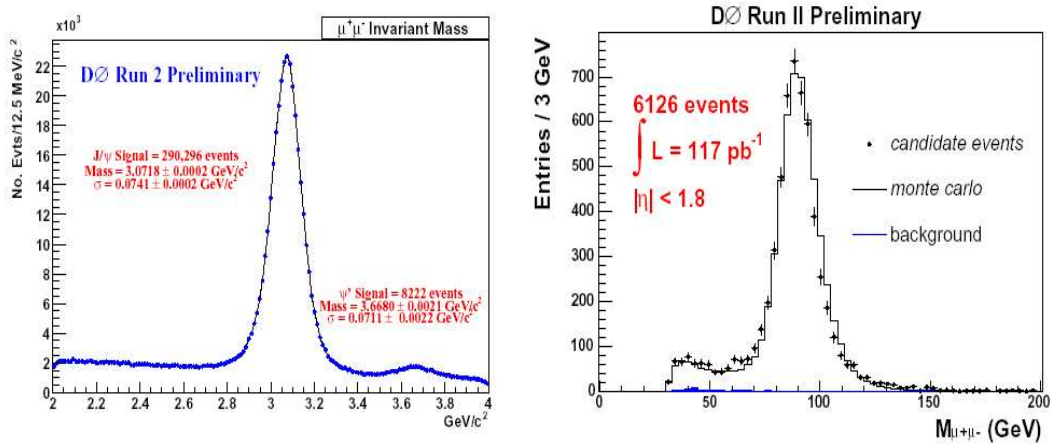 ×10³
μ⁺μ⁻ Invariant Mass
No. Evts/12.5 MeV/c²
22
20
18
16
14
12
10
8
6
4
2
0
DØ Run 2 Preliminary
J/ψ Signal = 290,296 events
Mass = 3.0718 ± 0.0002 GeV/c²
σ = 0.0741 ± 0.0002 GeV/c²
ψ' Signal = 8222 events
Mass = 3.6680 ± 0.0021 GeV/c²
σ = 0.0711 ± 0.0022 GeV/c²
2 2.2 2.4 2.6 2.8 3 3.2 3.4 3.6 3.8 4
GeV/c²
DØ Run II Preliminary
Entries / 3 GeV
700
600
500
400
300
200
100
0
6126 events
∫ L = 117 pb⁻¹
|η| < 1.8
candidate events
monte carlo
background
0 50 100 150 200
Mμ+μ- (GeV)